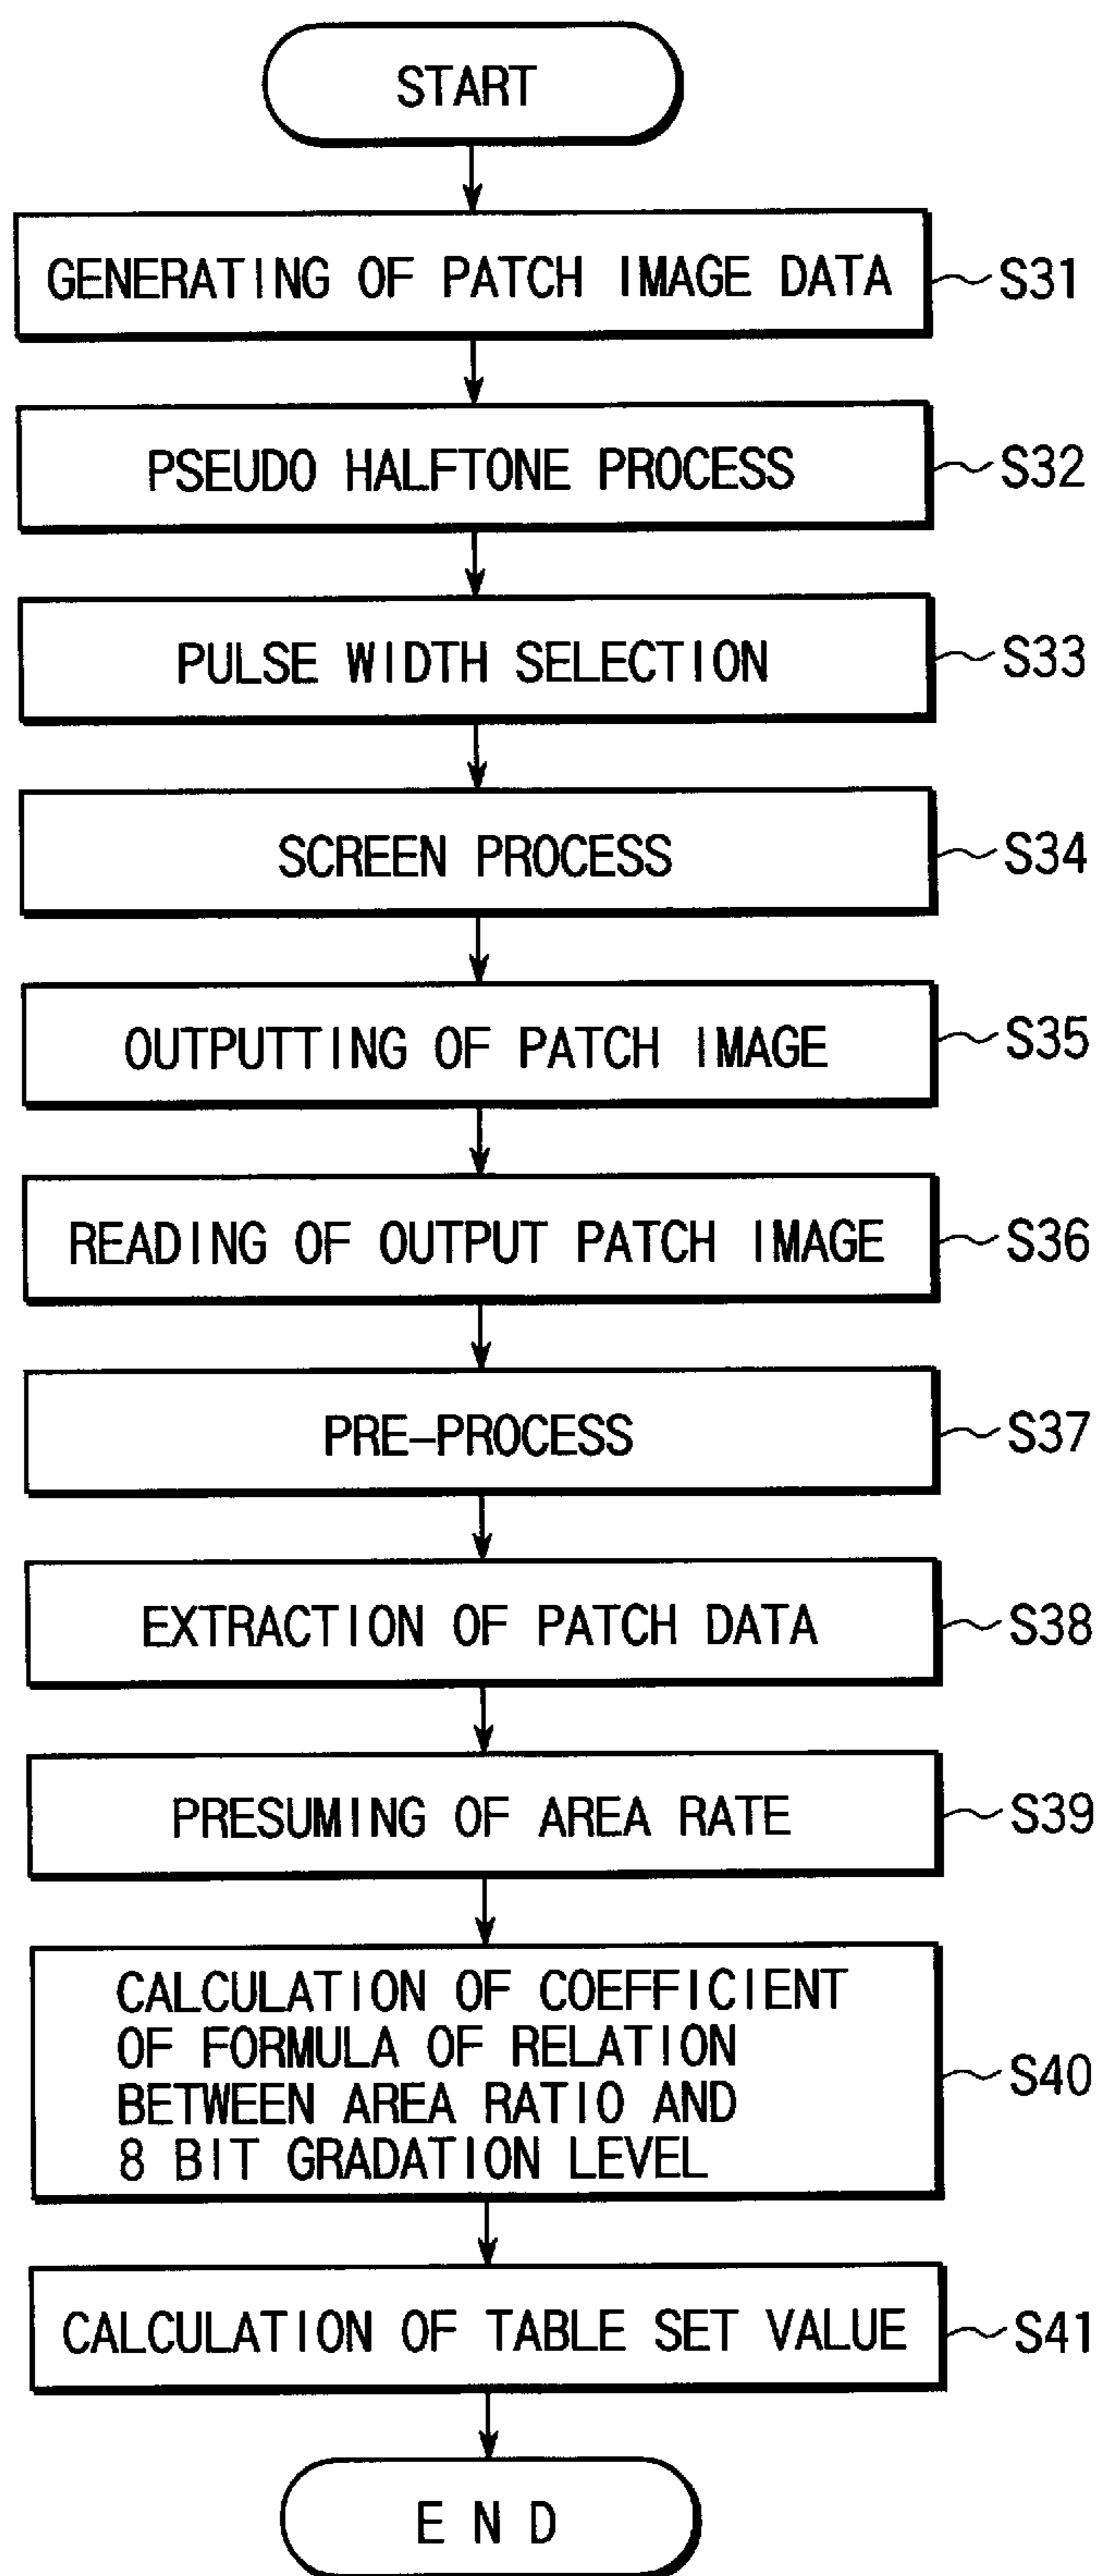 START
GENERATING OF PATCH IMAGE DATA
S31
PSEUDO HALFTONE PROCESS
S32
PULSE WIDTH SELECTION
S33
SCREEN PROCESS
S34
OUTPUTTING OF PATCH IMAGE
S35
READING OF OUTPUT PATCH IMAGE
S36
PRE-PROCESS
S37
EXTRACTION OF PATCH DATA
S38
PRESUMING OF AREA RATE
S39
CALCULATION OF COEFFICIENT
OF FORMULA OF RELATION
BETWEEN AREA RATIO AND
8 BIT GRADATION LEVEL
S40
CALCULATION OF TABLE SET VALUE
S41
END